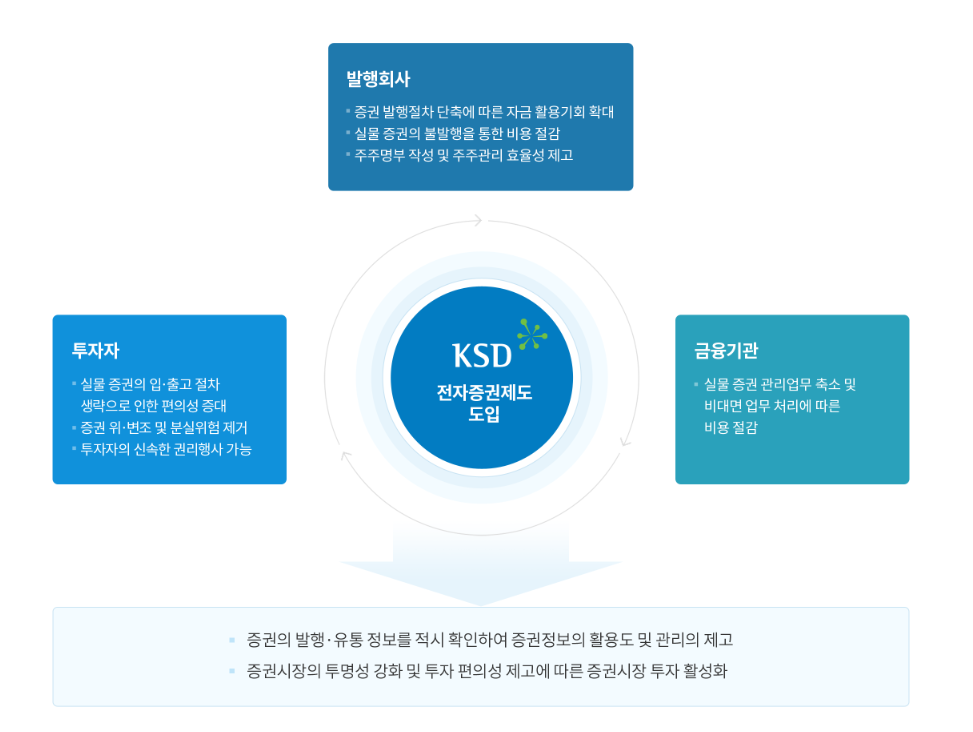 발행회사
증권 발행절차 단축에 따른 자금 활용기회 확대
실물 증권의 불발행을 통한 비용 절감
주주명부 작성 및 주주관리 효율성 제고
투자자
실물 증권의 입·출고 절차
생략으로 인한 편의성 증대
증권 위·변조 및 분실위험 제거
투자자의 신속한 권리행사 가능
KSD
전자증권제도
도입
금융기관
실물 증권 관리업무 축소 및
비대면 업무 처리에 따른
비용 절감
증권의 발행·유통 정보를 적시 확인하여 증권정보의 활용도 및 관리의 제고
증권시장의 투명성 강화 및 투자 편의성 제고에 따른 증권시장 투자 활성화